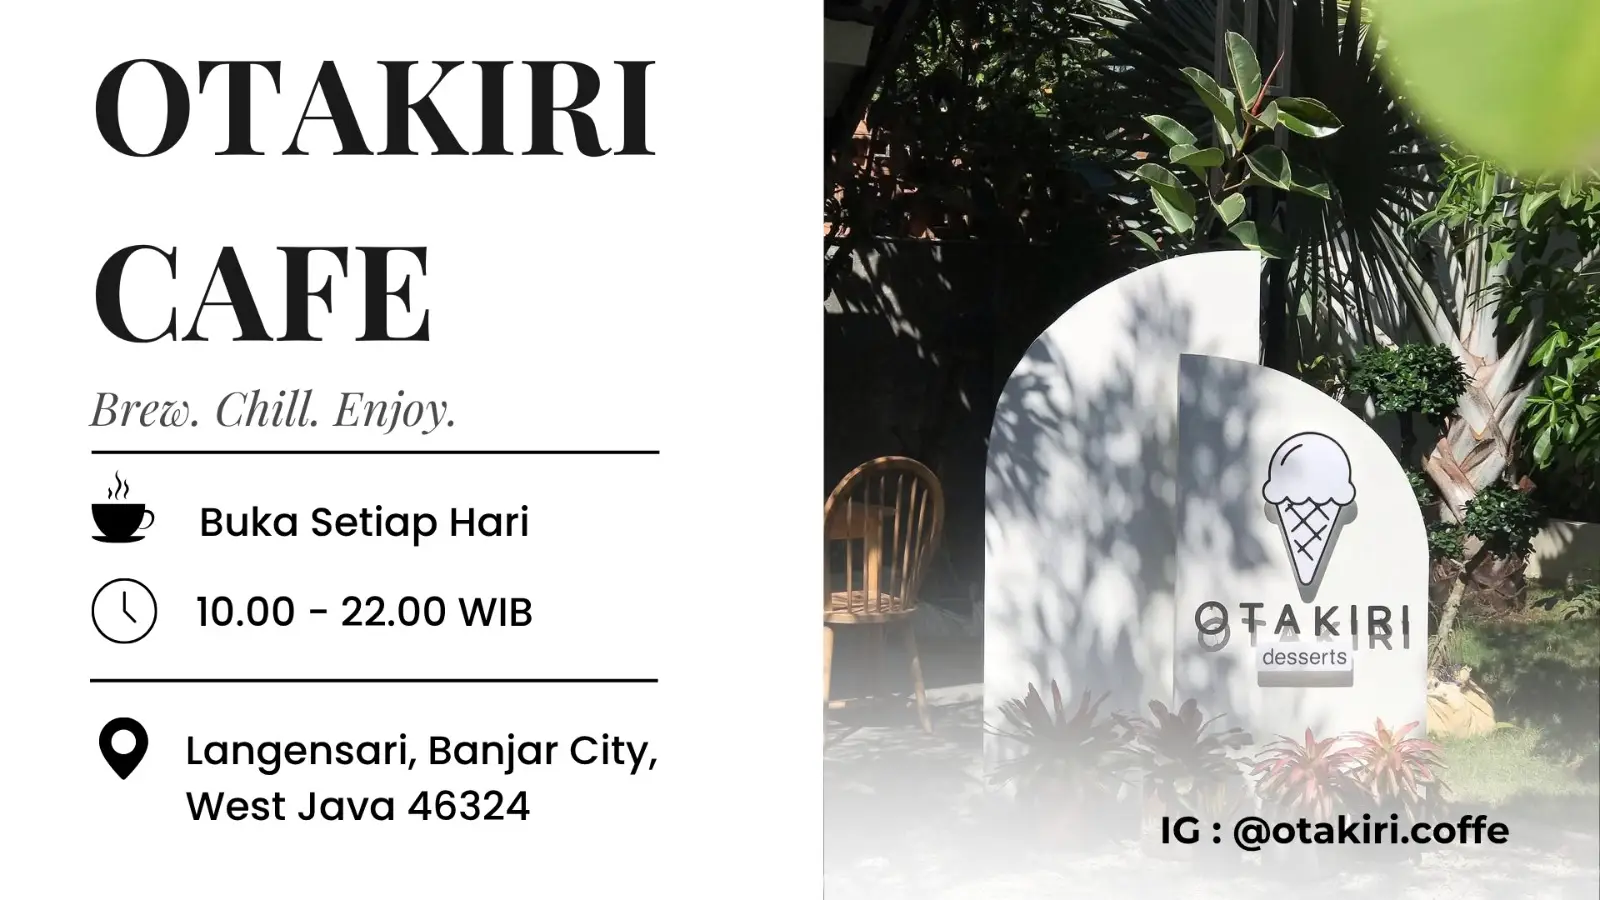 OTAKIRI
CAFE
Brew. Chill. Enjoy.
Buka Setiap Hari
10.00 - 22.00 WIB
Langensari, Banjar City,
West Java 46324
OTAKIRI
desserts
IG : @otakiri.coffe